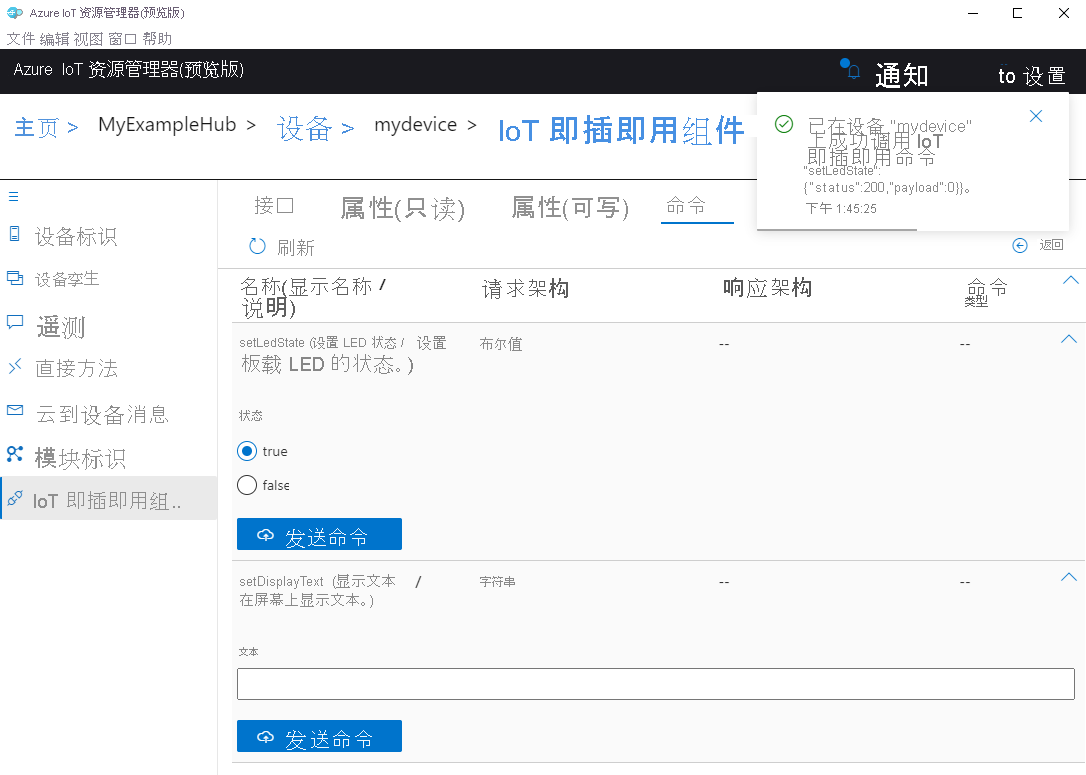 Azure IoT 资源管理器(预览版)
文件 编辑 视图 窗口 帮助
Azure IoT 资源管理器(预览版)
通知
to 设置
主页 > MyExampleHub > 设备 > mydevice > IoT 即插即用组件
已在设备 "mydevice"
上成功调用 IoT
即插即用命令
"setLedState":
{"status":200,"payload":0}}。
下午 1:45:25
设备标识
设备孪生
遥测
直接方法
云到设备消息
模块标识
IoT 即插即用组..
接口 属性(只读) 属性(可写) 命令
刷新
返回
名称(显示名称 /
说明)
请求架构
响应架构
命令
类型
setLedState (设置 LED 状态 / 设置
板载 LED 的状态。)
布尔值
--
--
状态
true
false
发送命令
setDisplayText (显示文本 /
在屏幕上显示文本。)
字符串
--
--
文本
发送命令